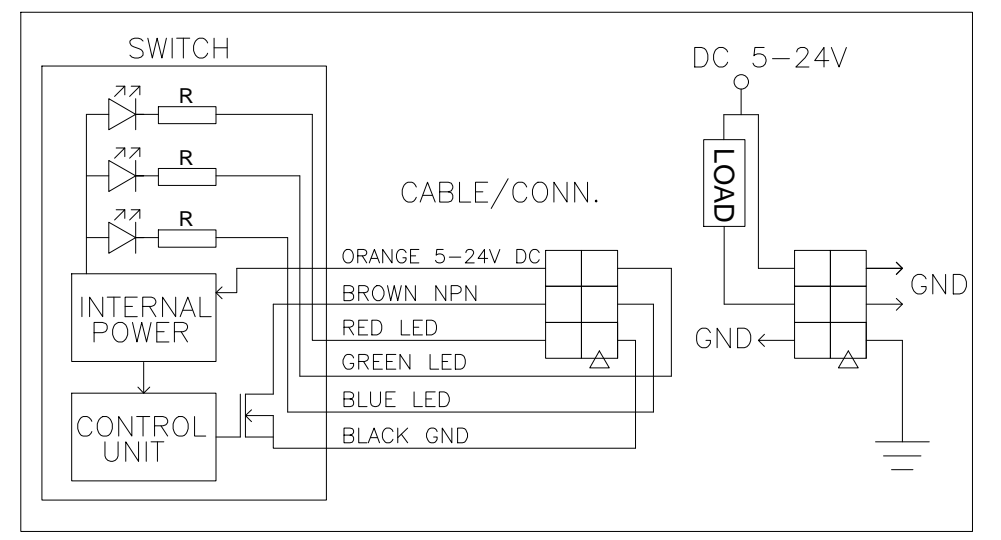 SWITCH
R
R
R
INTERNAL
POWER
CONTROL
UNIT
CABLE/CONN.
ORANGE 5-24V DC
BROWN NPN
RED LED
GREEN LED
BLUE LED
BLACK GND
DC 5-24V
LOAD
GND
GND